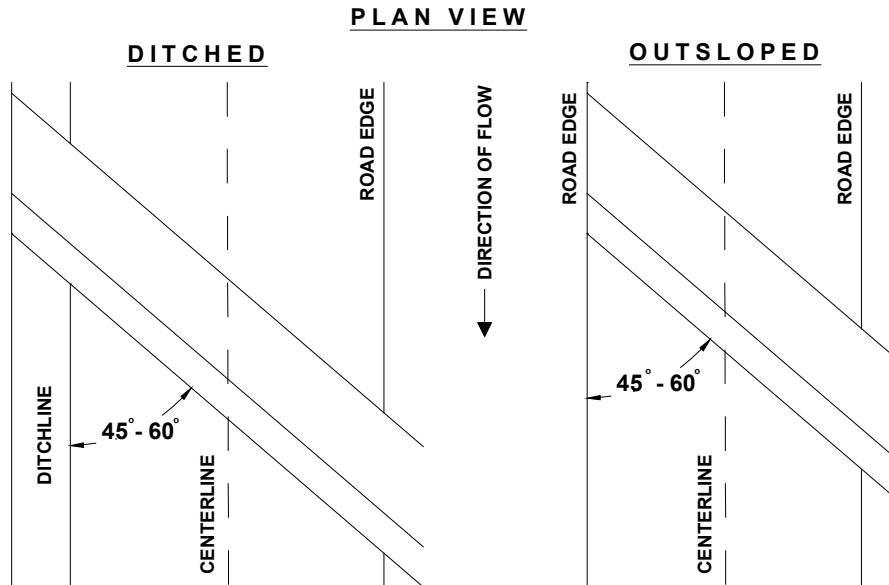 PLAN VIEW
DITCHED
OUTSLOPED
ROAD EDGE
DIRECTION OF FLOW
ROAD EDGE
ROAD EDGE
45° - 60°
DITCHLINE
CENTERLINE
45° - 60°
CENTERLINE